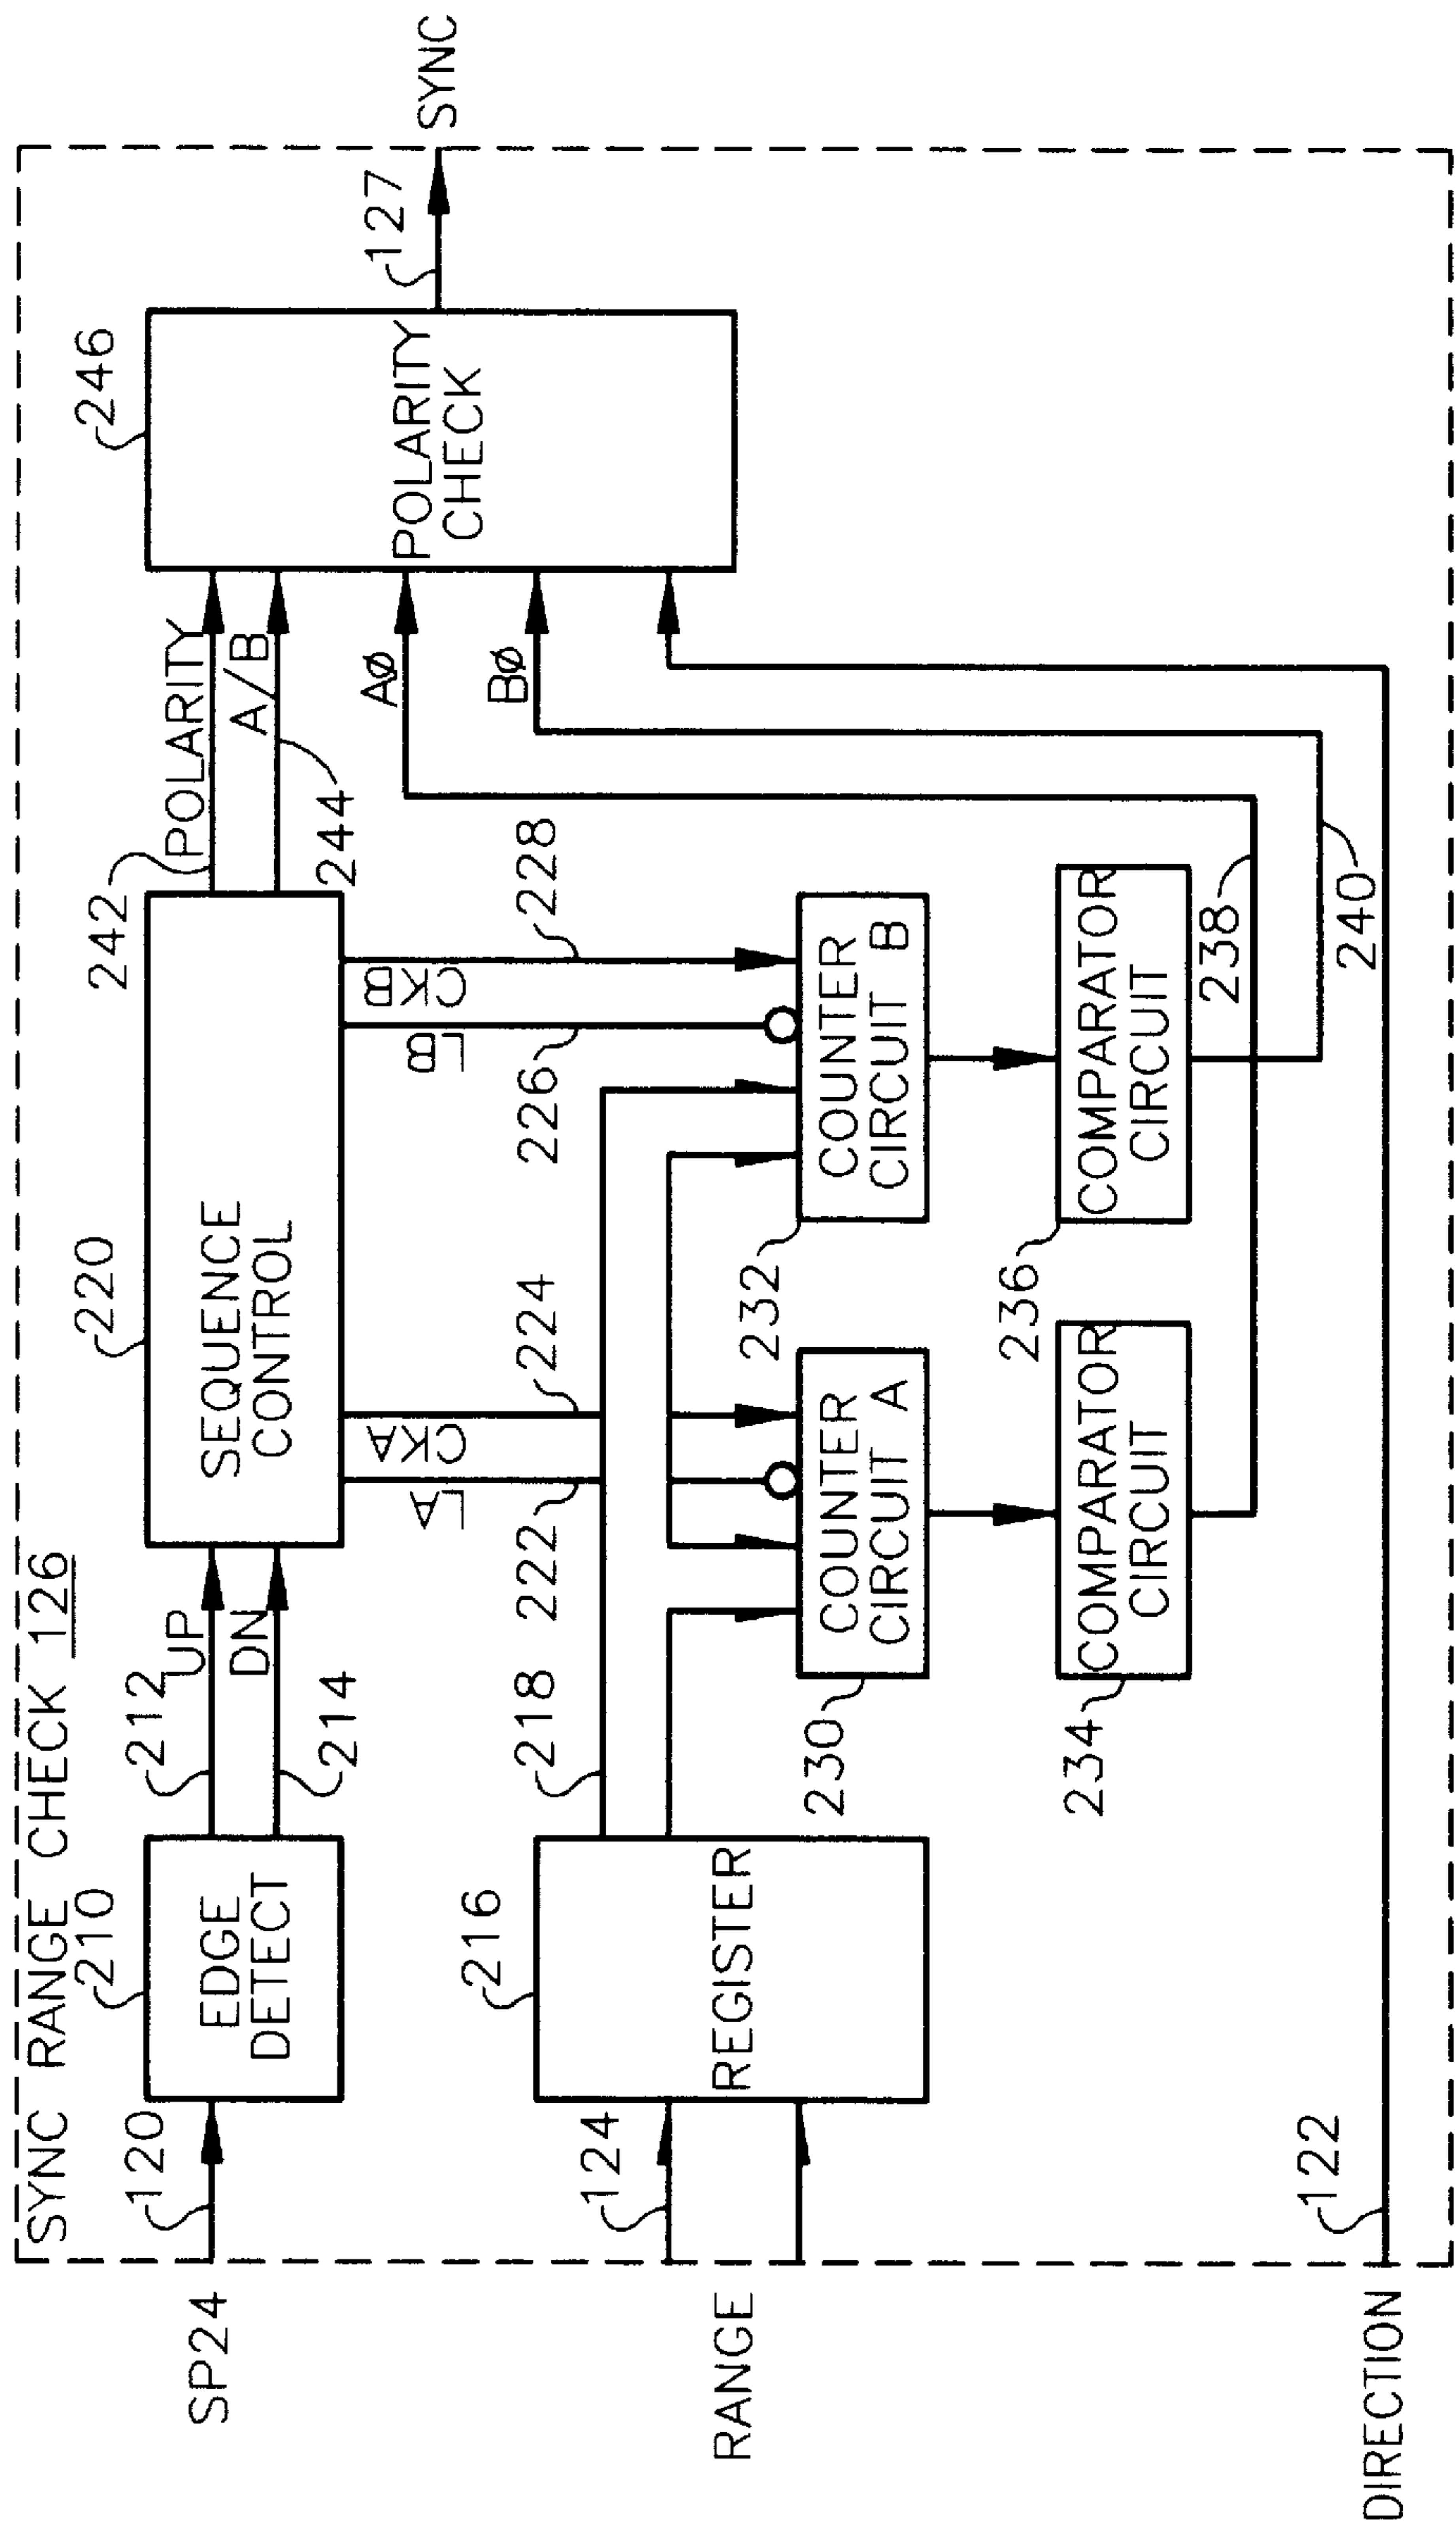 SYNC RANGE CHECK 126
SP24
120
210
EDGE
DETECT
212
UP
DN
214
220
SEQUENCE
CONTROL
242
POLARITY
A/B
244
246
POLARITY
CHECK
127
SYNC
LA
CKA
222
224
LB
CKB
226
228
AØ
BØ
RANGE
124
216
REGISTER
218
230
COUNTER
CIRCUIT A
232
COUNTER
CIRCUIT B
234
COMPARATOR
CIRCUIT
236
COMPARATOR
CIRCUIT
238
240
DIRECTION
122